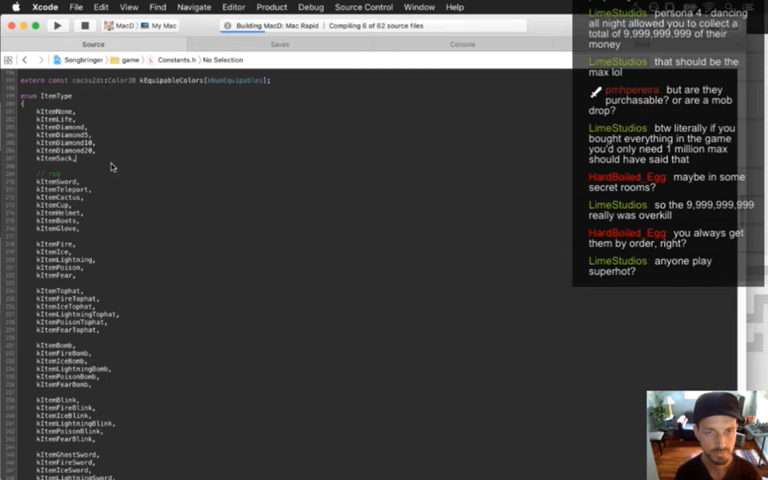 Xcode File Edit View Find Navigate Editor Product Debug Source Control Window Help
MacD My Mac Building MacD: Mac Rapid Compiling 6 of 62 source files
Source Saves Console
Songbringer game Constants.h No Selection
extern const cocos2d::Color3B kEquipableColors[kNumEquipables];
enum ItemType
{
kItemNone,
kItemLife,
kItemDiamond,
kItemDiamond5,
kItemDiamond10,
kItemDiamond20,
kItemSack,
kItemSword,
kItemTeleport,
kItemCactus,
kItemCup,
kItemHelmet,
kItemBoots,
kItemGlove,
kItemFire,
kItemIce,
kItemLightning,
kItemPoison,
kItemFear,
kItemTophat,
kItemFireTophat,
kItemIceTophat,
kItemLightningTophat,
kItemPoisonTophat,
kItemFearTophat,
kItemBomb,
kItemFireBomb,
kItemIceBomb,
kItemLightningBomb,
kItemPoisonBomb,
kItemFearBomb,
kItemBlink,
kItemFireBlink,
kItemIceBlink,
kItemLightningBlink,
kItemPoisonBlink,
kItemFearBlink,
kItemGhostSword,
kItemFireSword,
kItemIceSword,
kItemLightningSword,
LimeStudios persona 4 : dancing
all night allowed you to collect a
total of 9,999,999,999 of their
money
LimeStudios that should be the
max lol
pmhpereira but are they
purchasable? or are a mob
drop?
LimeStudios btw literally if you
bought everything in the game
you'd only need 1 million max
should have said that
HardBoiled_Egg maybe in some
secret rooms?
LimeStudios so the 9,999,999,999
really was overkill
HardBoiled_Egg you always get
them by order, right?
LimeStudios anyone play
superhot?